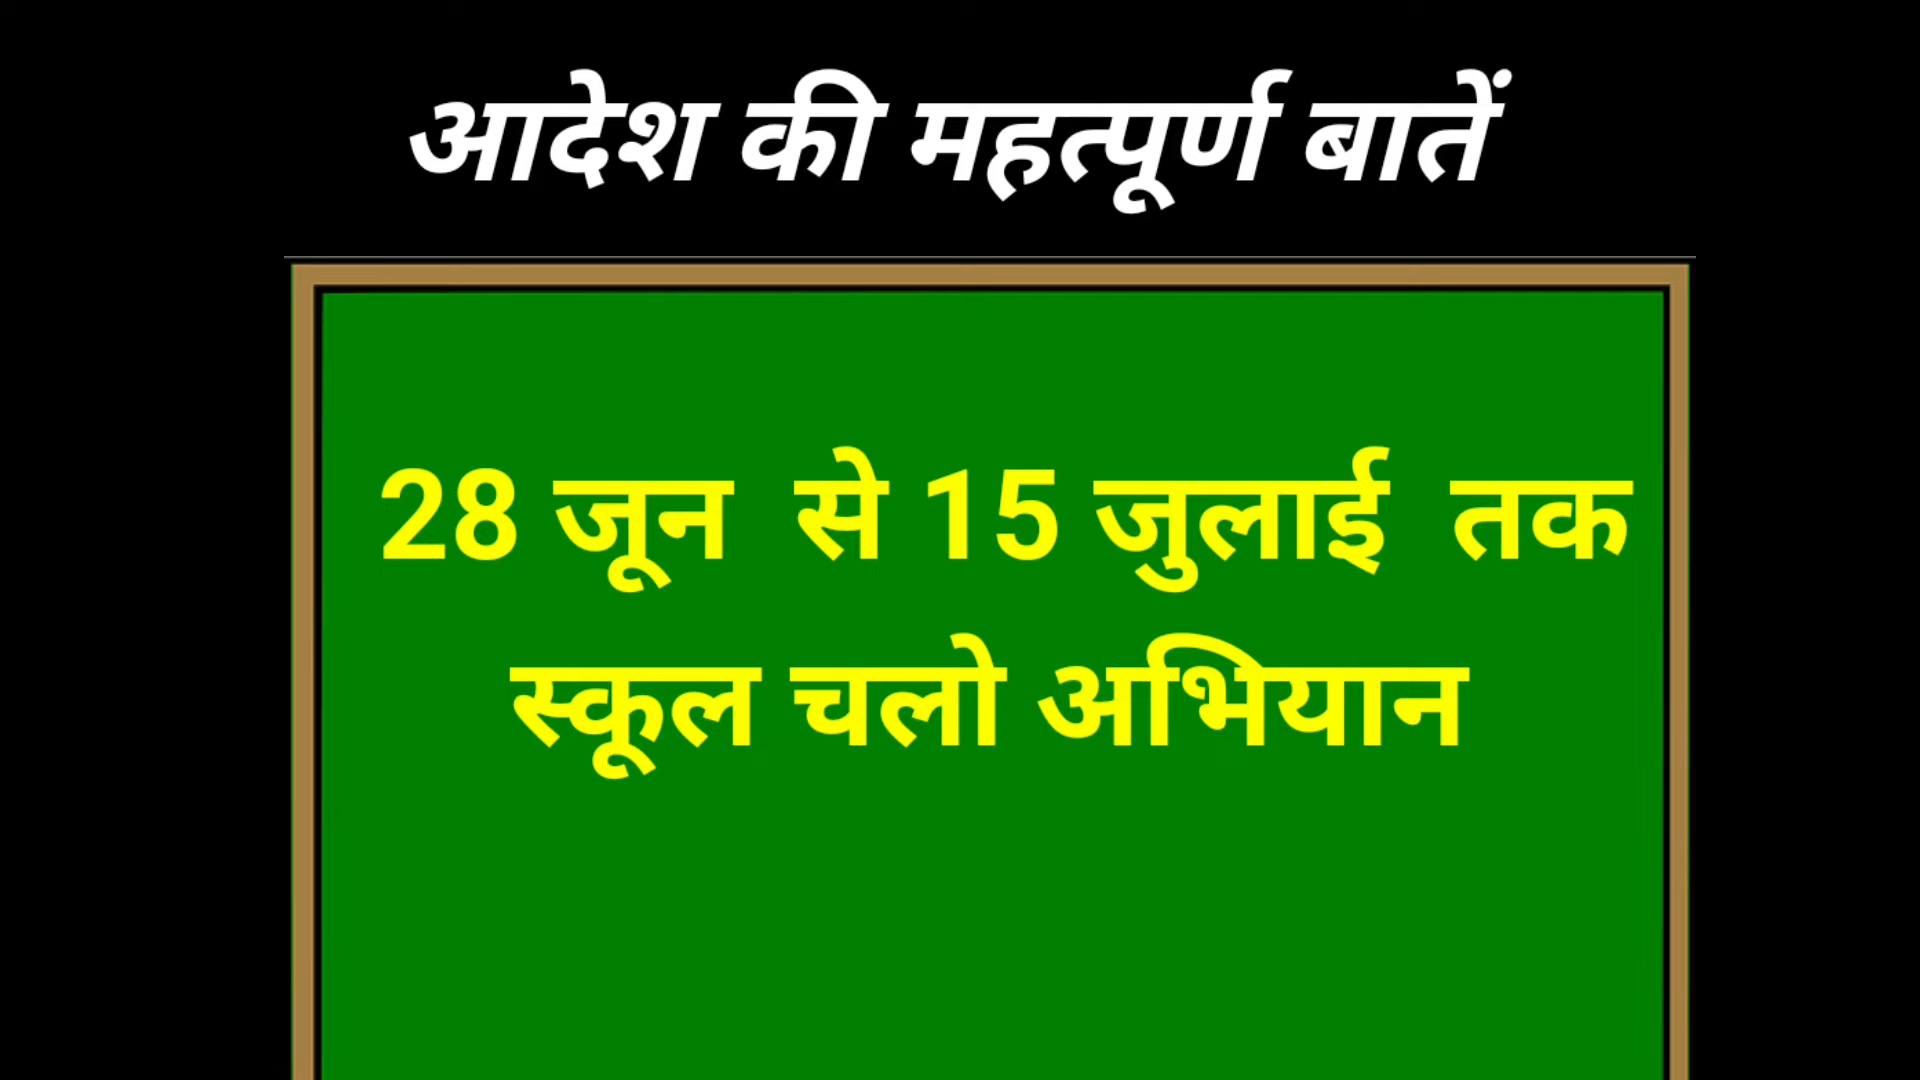 आदेश की महत्पूर्ण बातें
28 जून से 15 जुलाई तक
स्कूल चलो अभियान